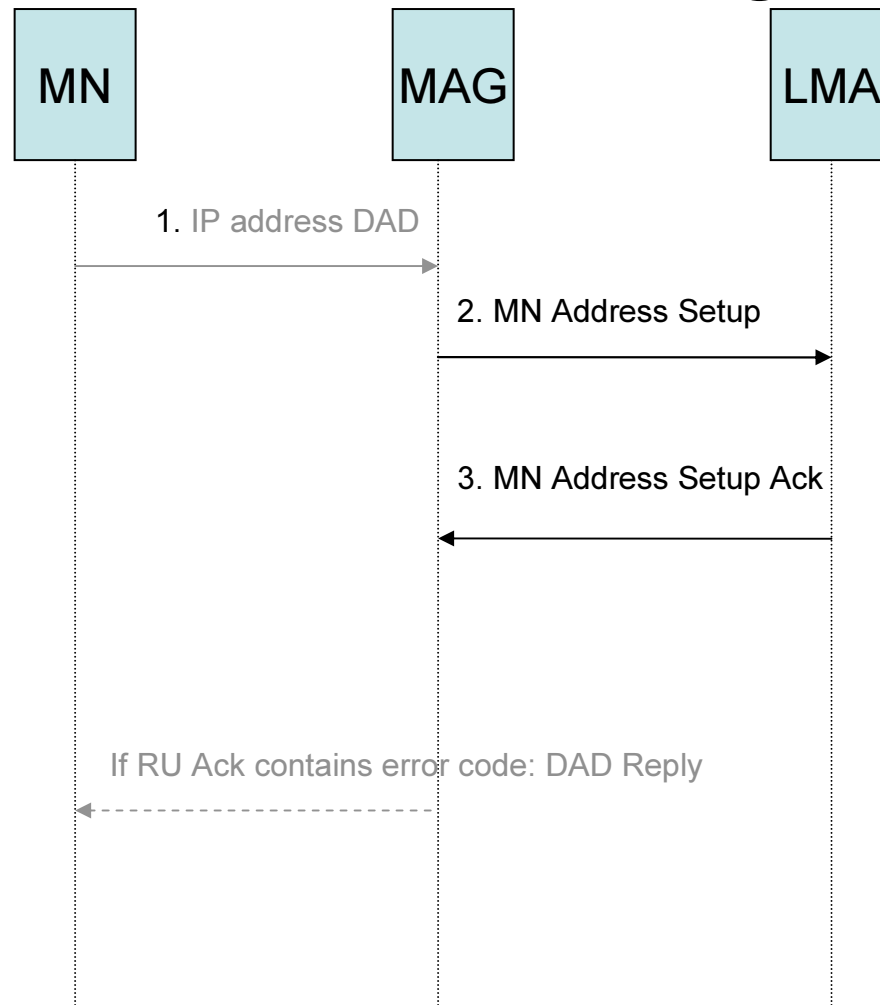 MN
MAG
LMA
1. IP address DAD
2. MN Address Setup
3. MN Address Setup Ack
If RU Ack contains error code: DAD Reply